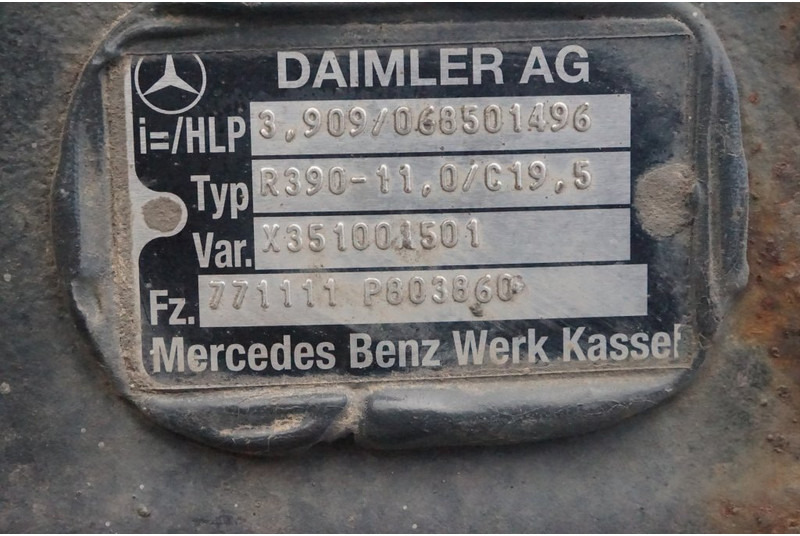 DAIMLER AG
i=/HLP 3,909/068501496
Typ R390-11,0/C19,5
Var. X351001501
Fz. 771111 P803860
Mercedes Benz Werk Kassel